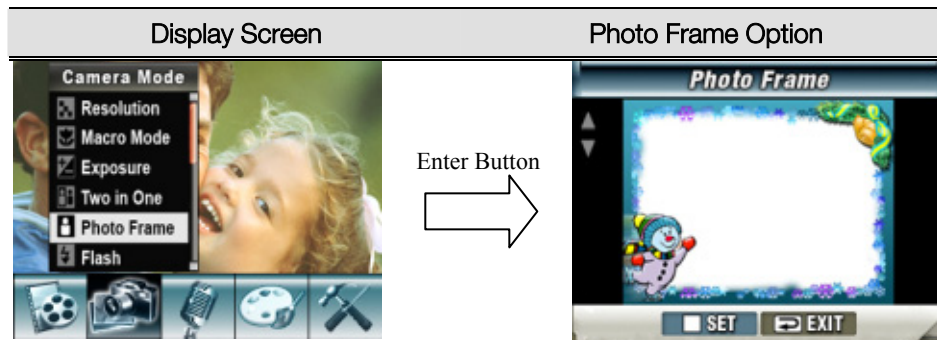 Display Screen
Photo Frame Option
Camera Mode
Resolution
Macro Mode
Exposure
Two in One
Photo Frame
Flash
Enter Button
Photo Frame
SET
EXIT